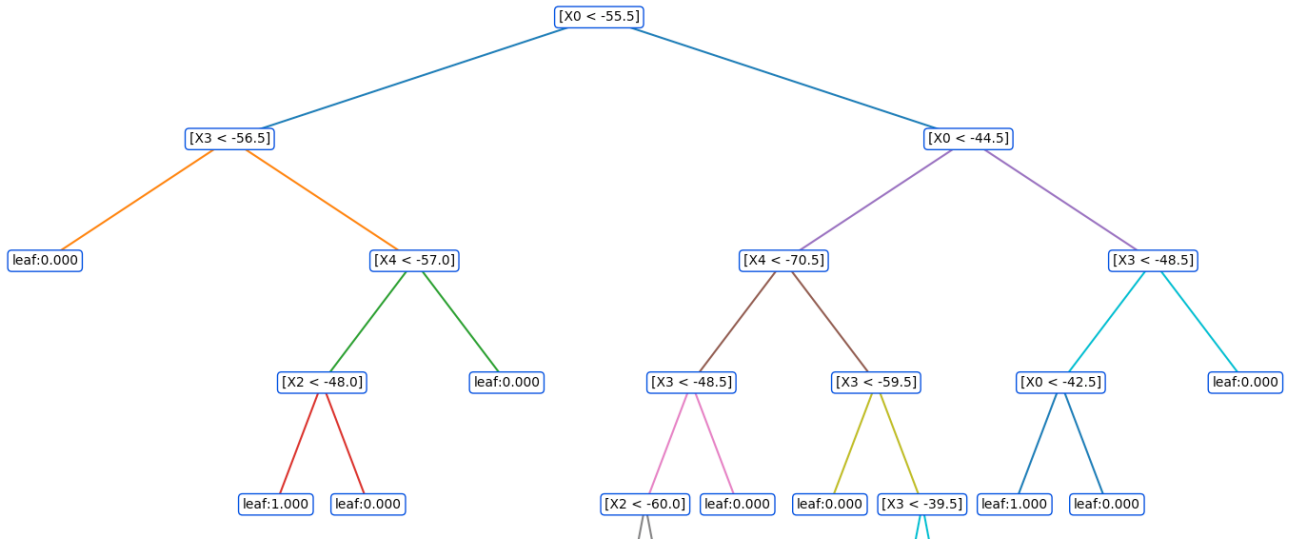 [X0 < -55.5]
[X3 < -56.5]
[X0 < -44.5]
leaf:0.000
[X4 < -57.0]
[X4 < -70.5]
[X3 < -48.5]
[X2 < -48.0]
leaf:0.000
[X3 < -48.5]
[X3 < -59.5]
[X0 < -42.5]
leaf:0.000
leaf:1.000
leaf:0.000
[X2 < -60.0]
leaf:0.000
leaf:0.000
[X3 < -39.5]
leaf:1.000
leaf:0.000